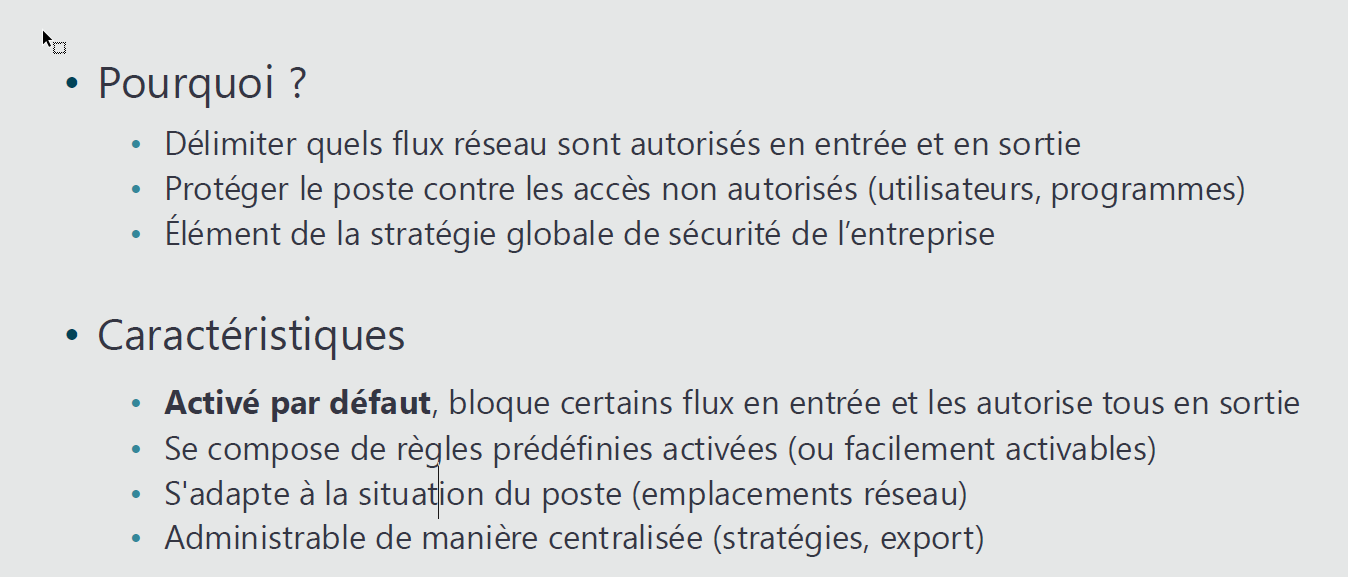 • Pourquoi ?
• Délimiter quels flux réseau sont autorisés en entrée et en sortie
• Protéger le poste contre les accès non autorisés (utilisateurs, programmes)
• Élément de la stratégie globale de sécurité de l’entreprise
• Caractéristiques
• Activé par défaut, bloque certains flux en entrée et les autorise tous en sortie
• Se compose de règles prédéfinies activées (ou facilement activables)
• S'adapte à la situation du poste (emplacements réseau)
• Administrable de manière centralisée (stratégies, export)